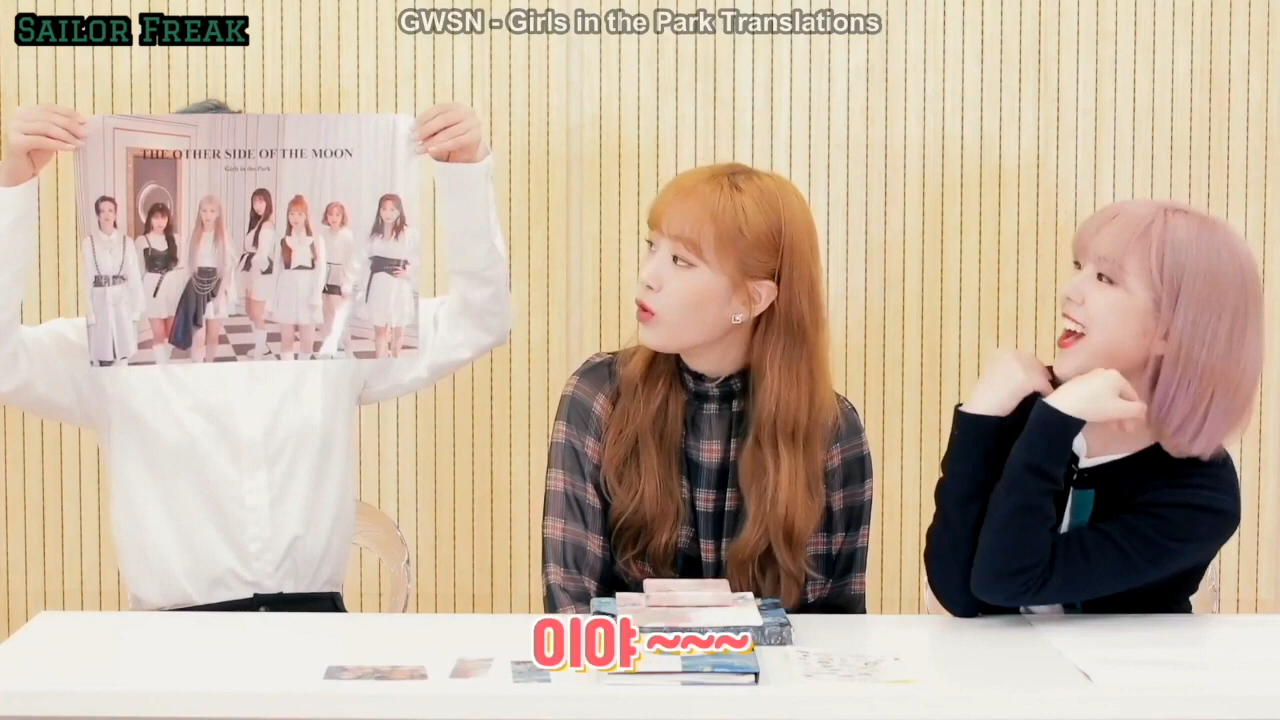 SAILOR FREAK
GWSN - Girls in the Park Translations
THE OTHER SIDE OF THE MOON
Girls in the Park
이야~~~